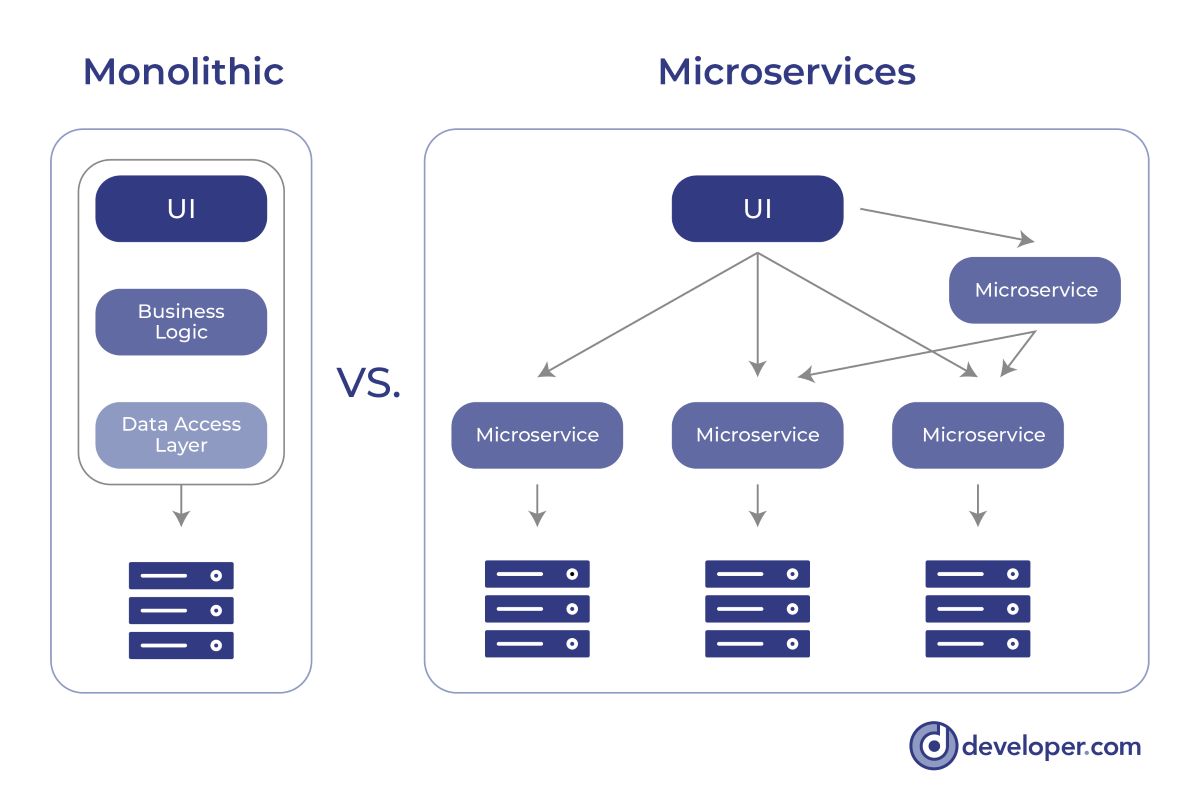 Monolithic
Microservices
UI
Business
Logic
Data Access
Layer
VS.
UI
Microservice
Microservice
Microservice
Microservice
developer.com